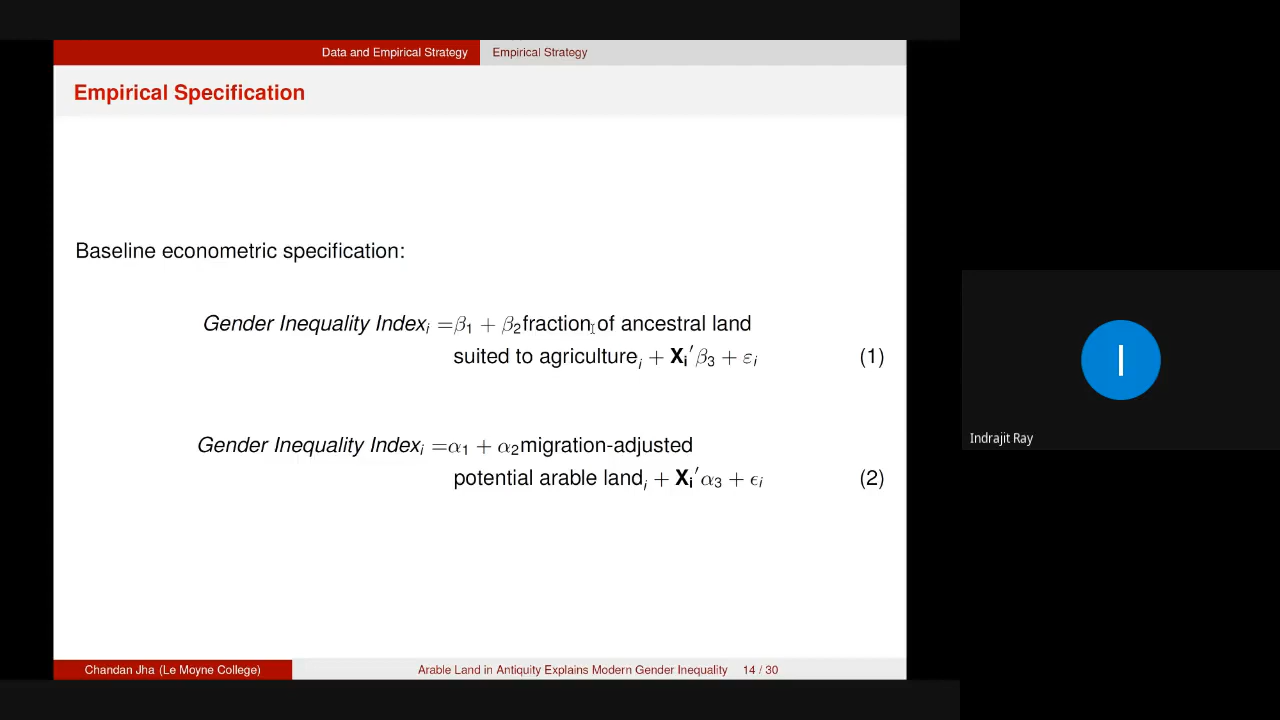 Data and Empirical Strategy Empirical Strategy
Empirical Specification
Baseline econometric specification:
Gender Inequality Indexᵢ =β₁ + β₂fraction of ancestral land
suited to agricultureᵢ + Xᵢ′β₃ + εᵢ (1)
Gender Inequality Indexᵢ =α₁ + α₂migration-adjusted
potential arable landᵢ + Xᵢ′α₃ + ϵᵢ (2)
I
Indrajit Ray
Chandan Jha (Le Moyne College) Arable Land in Antiquity Explains Modern Gender Inequality 14 / 30